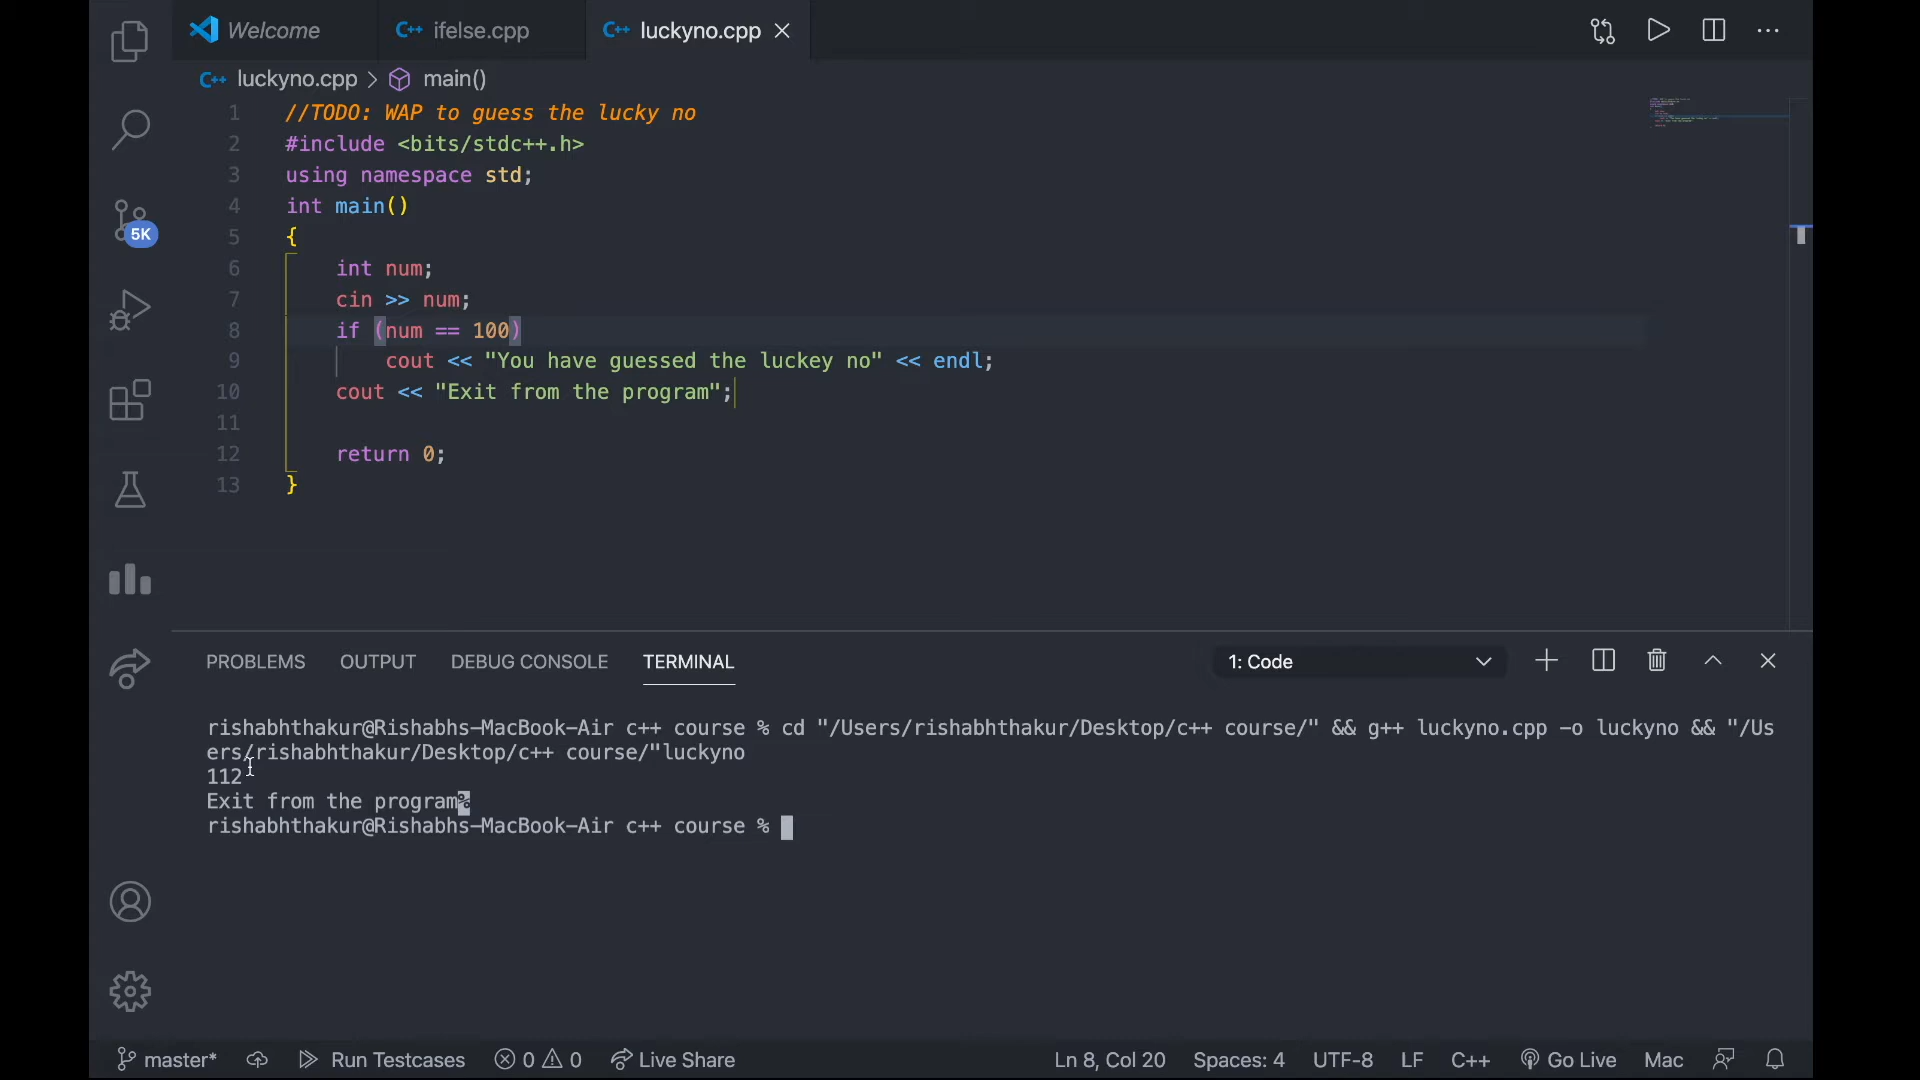 Welcome C++ ifelse.cpp C++ luckyno.cpp
C++ luckyno.cpp > main()
1 //TODO: WAP to guess the lucky no
2 #include <bits/stdc++.h>
3 using namespace std;
4 int main()
5 {
6 int num;
7 cin >> num;
8 if (num == 100)
9 cout << "You have guessed the luckey no" << endl;
10 cout << "Exit from the program";
11
12 return 0;
13 }
5K
PROBLEMS OUTPUT DEBUG CONSOLE TERMINAL 1: Code
rishabhthakur@Rishabhs-MacBook-Air c++ course % cd "/Users/rishabhthakur/Desktop/c++ course/" && g++ luckyno.cpp -o luckyno && "/Us
ers/rishabhthakur/Desktop/c++ course/"luckyno
112
Exit from the program%
rishabhthakur@Rishabhs-MacBook-Air c++ course %
master* Run Testcases 0 0 Live Share Ln 8, Col 20 Spaces: 4 UTF-8 LF C++ Go Live Mac